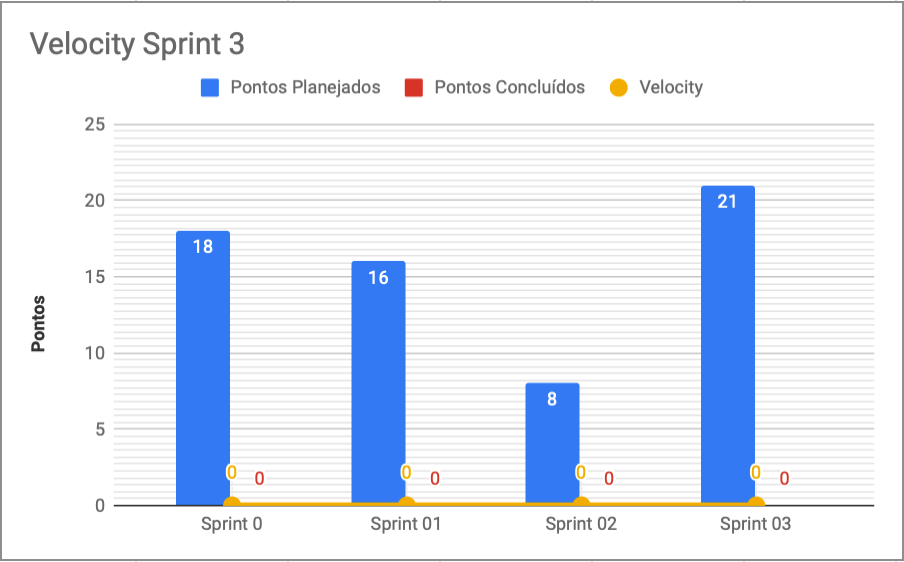 Velocity Sprint 3
Pontos Planejados Pontos Concluídos Velocity
25
20
15
10
5
0
Pontos
18
16
8
21
0 0 0 0 0 0 0 0
Sprint 0 Sprint 01 Sprint 02 Sprint 03